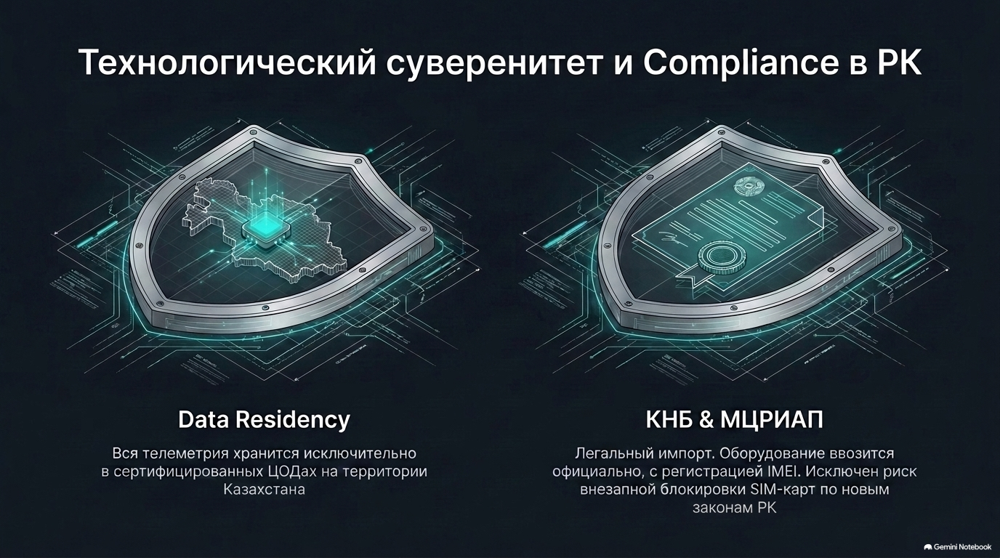 Технологический суверенитет и Compliance в РК
Data Residency
Вся телеметрия хранится исключительно
в сертифицированных ЦОДах на территории
Казахстана
КНБ & МЦРИАП
Легальный импорт. Оборудование ввозится
официально, с регистрацией IMEI. Исключен риск
внезапной блокировки SIM-карт по новым
законам РК
Gemini Notebook